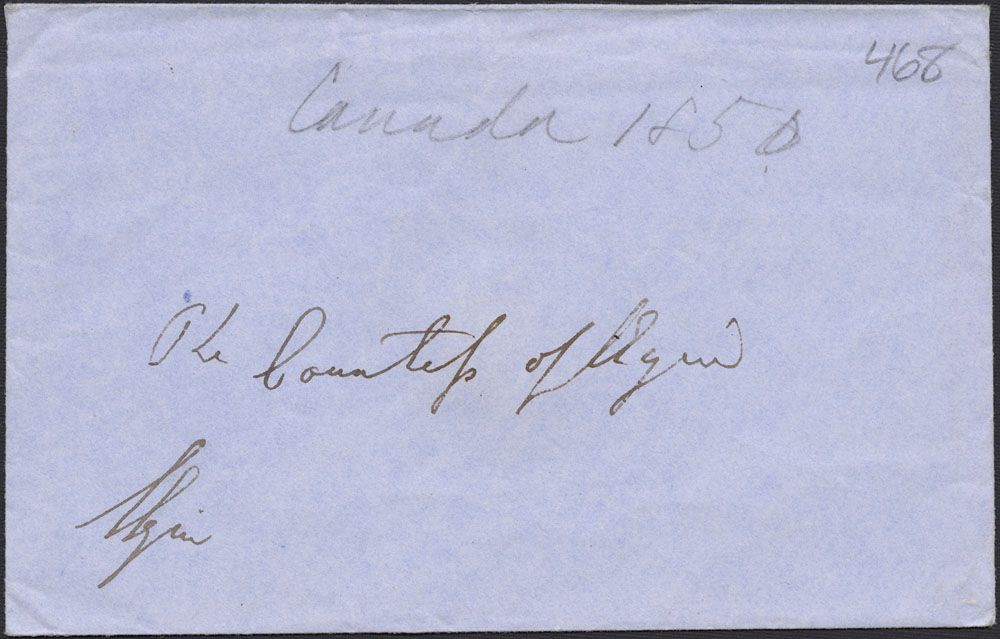 468
Canada 1850
The Countess of Elgin
Elgin